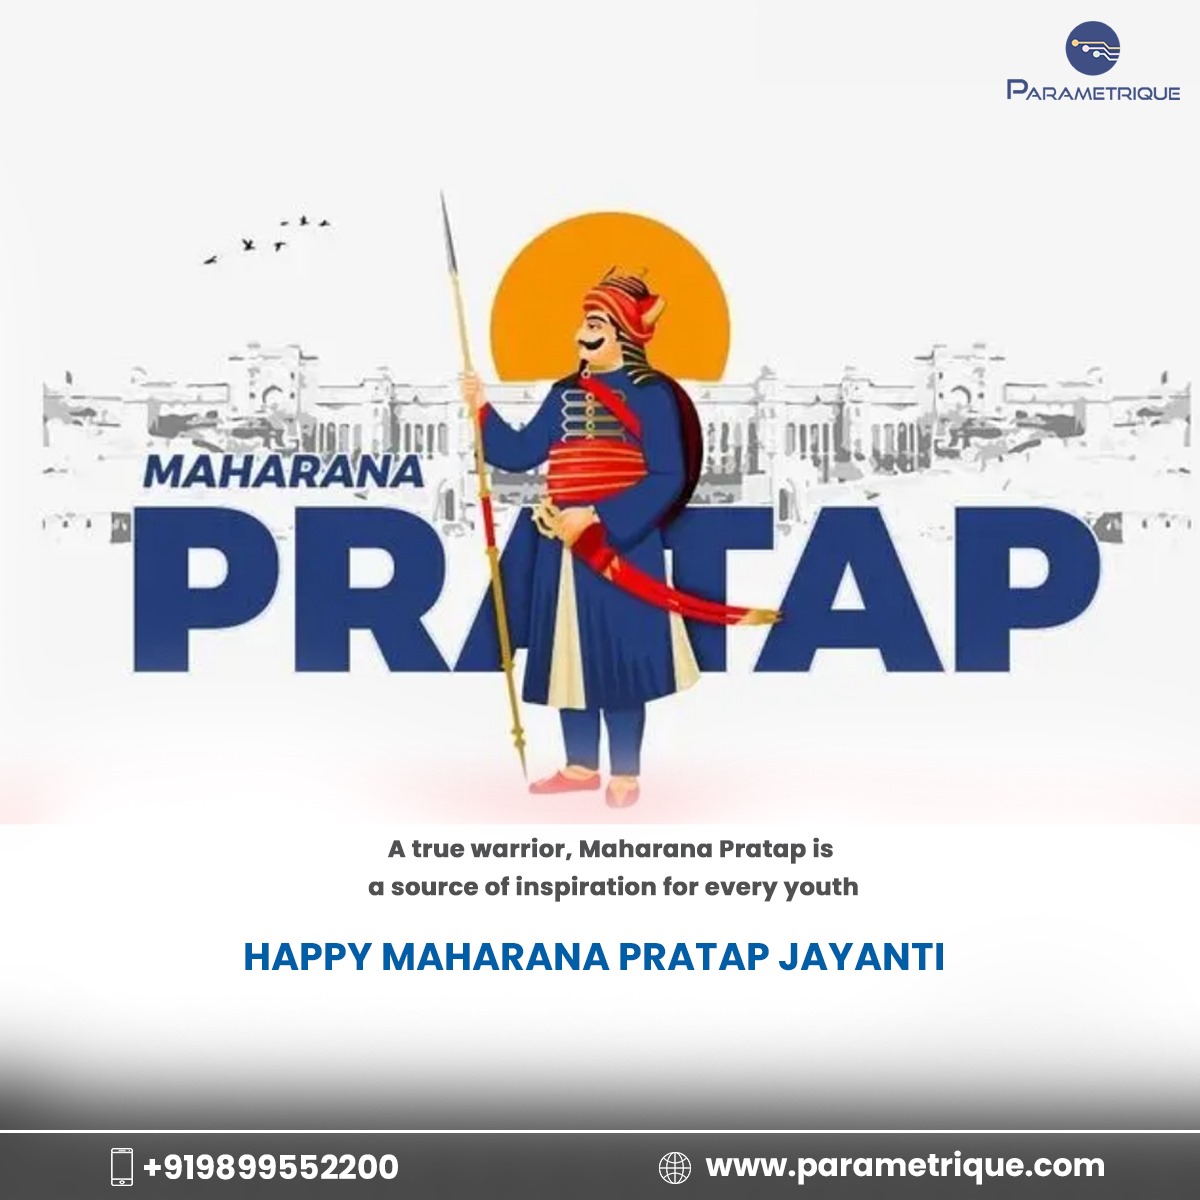 PARAMETRIQUE
MAHARANA
PRATAP
A true warrior, Maharana Pratap is
a source of inspiration for every youth
HAPPY MAHARANA PRATAP JAYANTI
+919899552200
www.parametrique.com